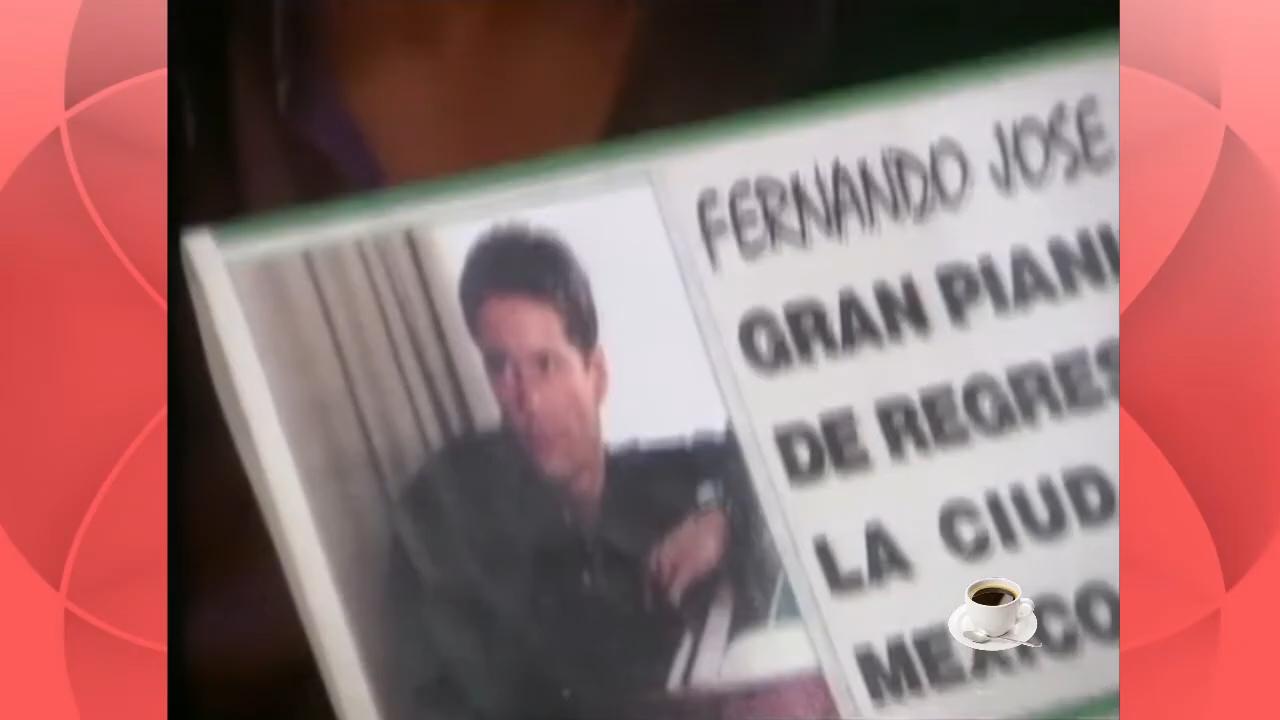 FERNANDO JOSE
GRAN PIANI
DE REGRES
LA CIUD
MEXICO